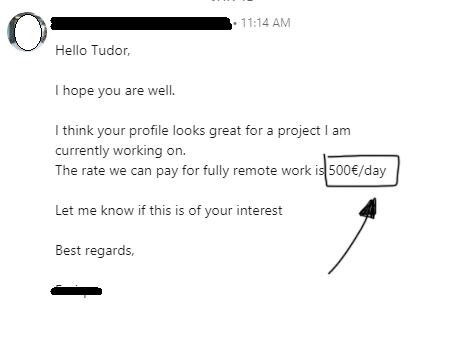 11:14 AM
Hello Tudor,
I hope you are well.
I think your profile looks great for a project I am
currently working on.
The rate we can pay for fully remote work is 500€/day
Let me know if this is of your interest
Best regards,